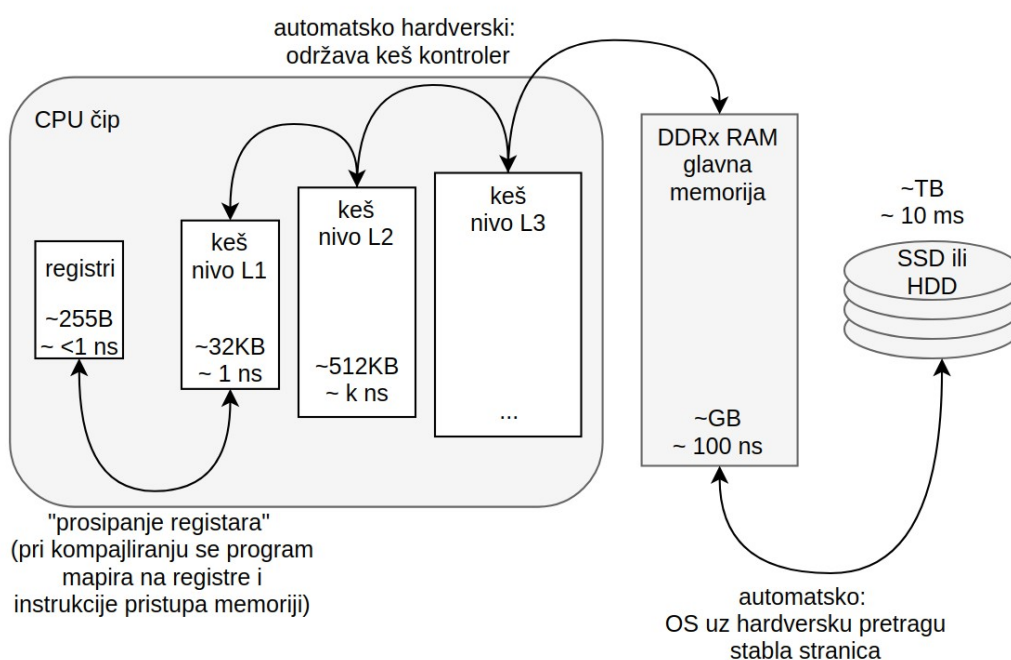 automatsko hardverski:
održava keš kontroler
CPU čip
registri
~255B
~ <1 ns
keš
nivo L1
~32KB
~ 1 ns
keš
nivo L2
~512KB
~ k ns
keš
nivo L3
...
DDRx RAM
glavna
memorija
~GB
~ 100 ns
~TB
~ 10 ms
SSD ili
HDD
"prosipanje registara"
(pri kompajliranju se program
mapira na registre i
instrukcije pristupa memoriji)
automatsko:
OS uz hardversku pretragu
stabla stranica